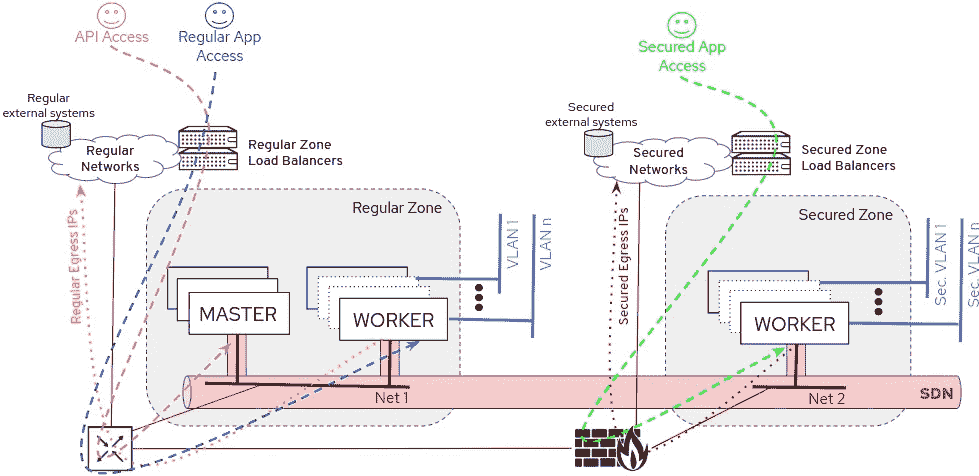 API Access
Regular App
Access
Secured App
Access
Regular
external systems
Regular
Networks
Regular Zone
Load Balancers
Secured
external systems
Secured
Networks
Secured Zone
Load Balancers
Regular Zone
Secured Zone
Regular Egress IPs
VLAN 1
VLAN n
Secured Egress IPs
Sec. VLAN 1
Sec. VLAN n
MASTER
WORKER
WORKER
Net 1
Net 2
SDN